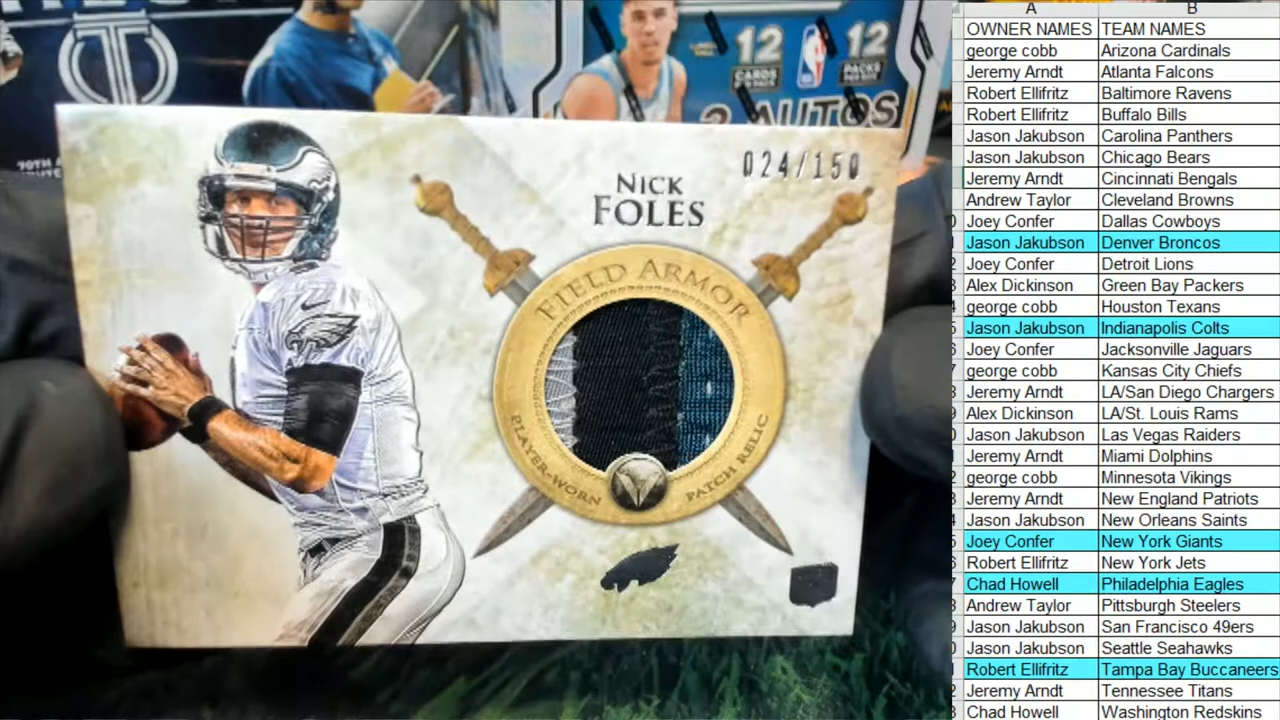 12
CARDS
12
PACKS
2 AUTOS
024/150
NICK
FOLES
FIELD ARMOR
PLAYER-WORN
PATCH RELIC
A B
OWNER NAMES TEAM NAMES
george cobb Arizona Cardinals
Jeremy Arndt Atlanta Falcons
Robert Ellifritz Baltimore Ravens
Robert Ellifritz Buffalo Bills
Jason Jakubson Carolina Panthers
Jason Jakubson Chicago Bears
Jeremy Arndt Cincinnati Bengals
Andrew Taylor Cleveland Browns
Joey Confer Dallas Cowboys
Jason Jakubson Denver Broncos
Joey Confer Detroit Lions
Alex Dickinson Green Bay Packers
george cobb Houston Texans
Jason Jakubson Indianapolis Colts
Joey Confer Jacksonville Jaguars
george cobb Kansas City Chiefs
Jeremy Arndt LA/San Diego Chargers
Alex Dickinson LA/St. Louis Rams
Jason Jakubson Las Vegas Raiders
Jeremy Arndt Miami Dolphins
george cobb Minnesota Vikings
Jeremy Arndt New England Patriots
Jason Jakubson New Orleans Saints
Joey Confer New York Giants
Robert Ellifritz New York Jets
Chad Howell Philadelphia Eagles
Andrew Taylor Pittsburgh Steelers
Jason Jakubson San Francisco 49ers
Jason Jakubson Seattle Seahawks
Robert Ellifritz Tampa Bay Buccaneers
Jeremy Arndt Tennessee Titans
Chad Howell Washington Redskins